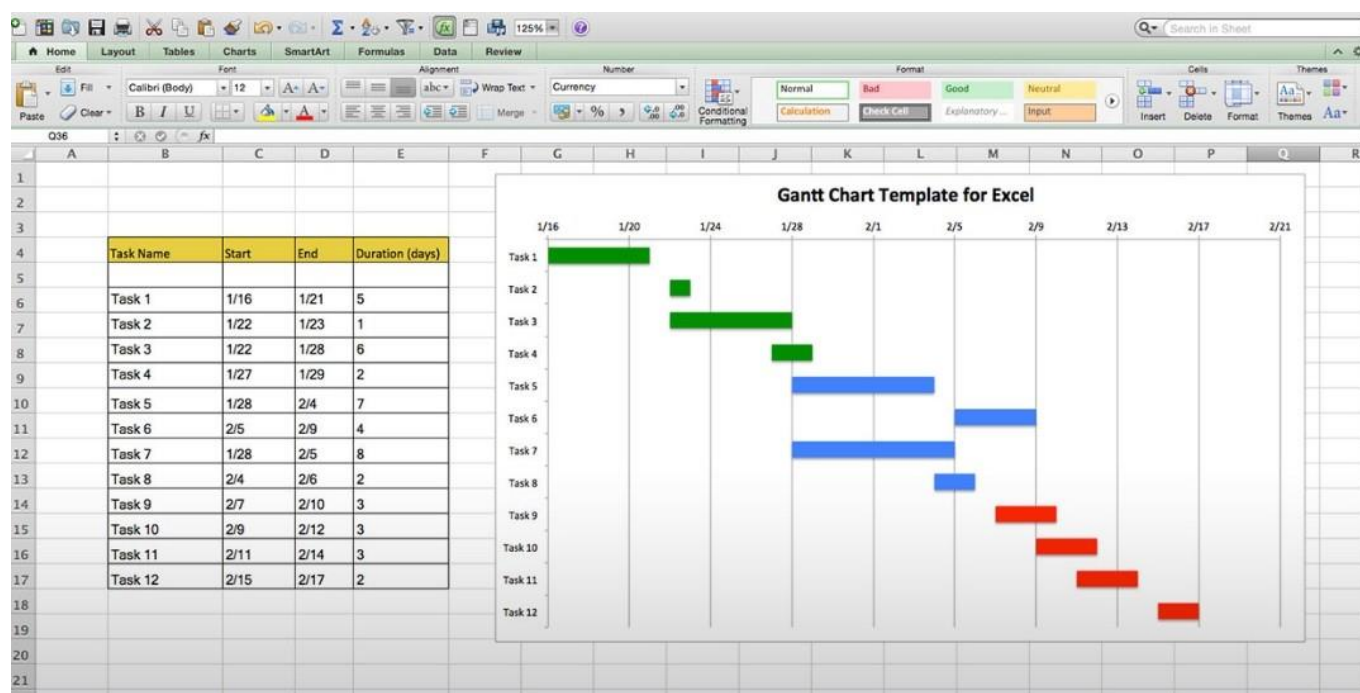 125%
Search in Sheet
Home Layout Tables Charts SmartArt Formulas Data Review
Edit Font Alignment Number Format Cells Themes
Fill Calibri (Body) 12 A A abc Wrap Text Currency Normal Bad Good Neutral Aa
Paste Clear B I U A Merge % Conditional Formatting Calculation Check Cell Explanatory... Input Insert Delete Format Themes Aa
Q36 fx
A B C D E F G H I J K L M N O P Q R
1
2
3
4
5
6
7
8
9
10
11
12
13
14
15
16
17
18
19
20
21
Task Name Start End Duration (days)
Task 1 1/16 1/21 5
Task 2 1/22 1/23 1
Task 3 1/22 1/28 6
Task 4 1/27 1/29 2
Task 5 1/28 2/4 7
Task 6 2/5 2/9 4
Task 7 1/28 2/5 8
Task 8 2/4 2/6 2
Task 9 2/7 2/10 3
Task 10 2/9 2/12 3
Task 11 2/11 2/14 3
Task 12 2/15 2/17 2
Gantt Chart Template for Excel
1/16 1/20 1/24 1/28 2/1 2/5 2/9 2/13 2/17 2/21
Task 1
Task 2
Task 3
Task 4
Task 5
Task 6
Task 7
Task 8
Task 9
Task 10
Task 11
Task 12